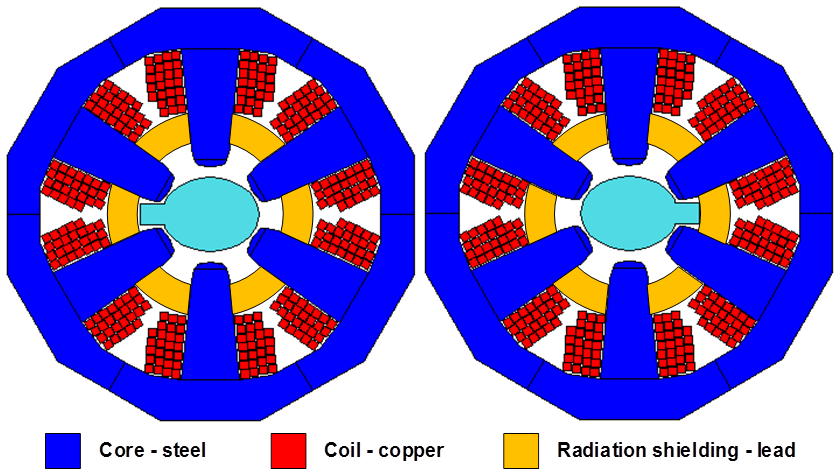 Core - steel Coil - copper Radiation shielding - lead